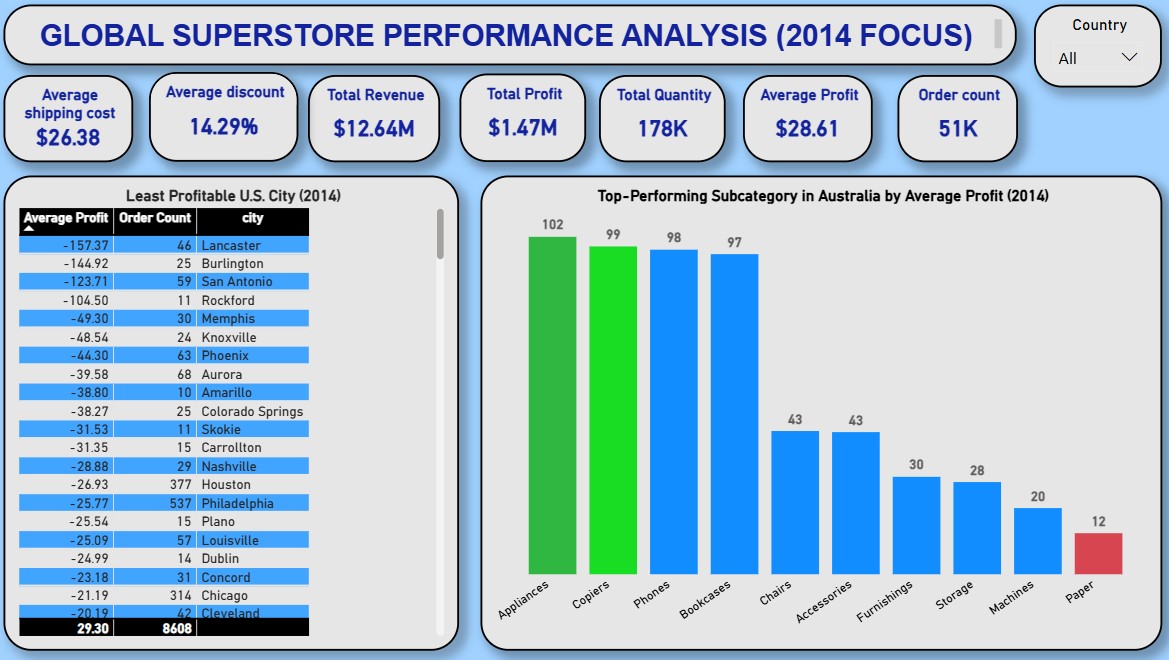 GLOBAL SUPERSTORE PERFORMANCE ANALYSIS (2014 FOCUS)
Country
All
Average
shipping cost
$26.38
Average discount
14.29%
Total Revenue
$12.64M
Total Profit
$1.47M
Total Quantity
178K
Average Profit
$28.61
Order count
51K
Least Profitable U.S. City (2014)
Average Profit Order Count city
-157.37 46 Lancaster
-144.92 25 Burlington
-123.71 59 San Antonio
-104.50 11 Rockford
-49.30 30 Memphis
-48.54 24 Knoxville
-44.30 63 Phoenix
-39.58 68 Aurora
-38.80 10 Amarillo
-38.27 25 Colorado Springs
-31.53 11 Skokie
-31.35 15 Carrollton
-28.88 29 Nashville
-26.93 377 Houston
-25.77 537 Philadelphia
-25.54 15 Plano
-25.09 57 Louisville
-24.99 14 Dublin
-23.18 31 Concord
-21.19 314 Chicago
-20.19 42 Cleveland
29.30 8608
Top-Performing Subcategory in Australia by Average Profit (2014)
102 99 98 97 43 43 30 28 20 12
Appliances Copiers Phones Bookcases Chairs Accessories Furnishings Storage Machines Paper